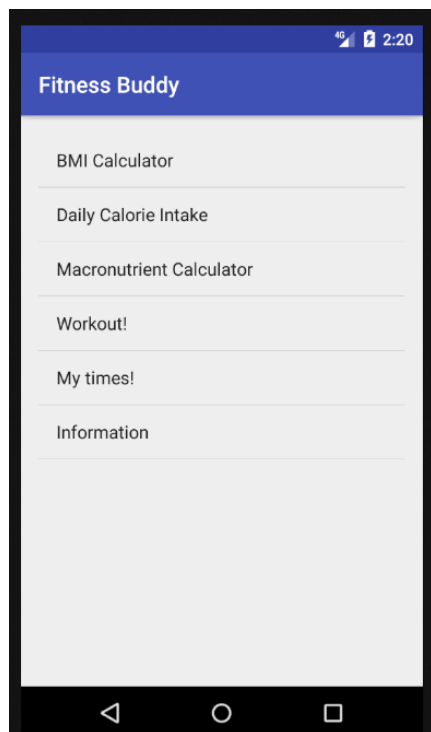 4G 2:20
Fitness Buddy
BMI Calculator
Daily Calorie Intake
Macronutrient Calculator
Workout!
My times!
Information